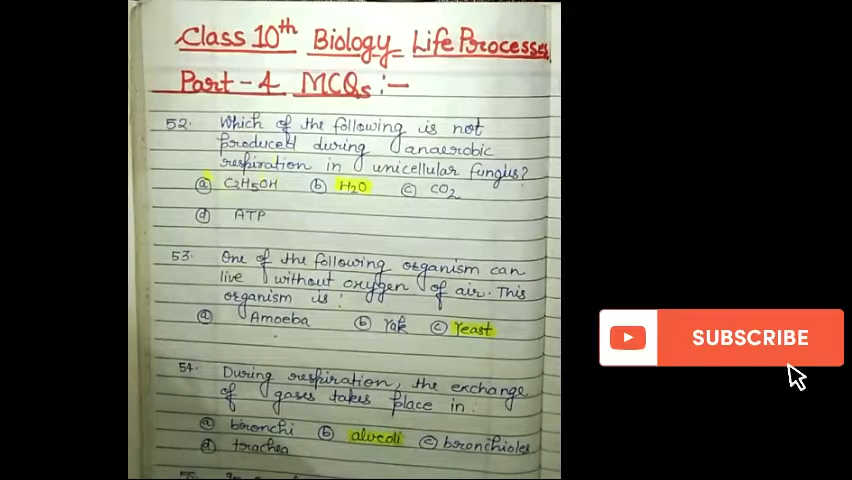 Class 10th Biology Life Processes
Part-4 MCQs :-
52. Which of the following is not
produced during anaerobic
respiration in unicellular fungus?
ⓐ C2H5OH ⓑ H2O ⓒ CO2
ⓓ ATP
53. One of the following organism can
live without oxygen of air. This
organism is :
ⓐ Amoeba ⓑ Yak ⓒ Yeast
54. During respiration, the exchange
of gases takes place in :
ⓐ bronchi ⓑ alveoli ⓒ bronchioles
ⓓ trachea
SUBSCRIBE